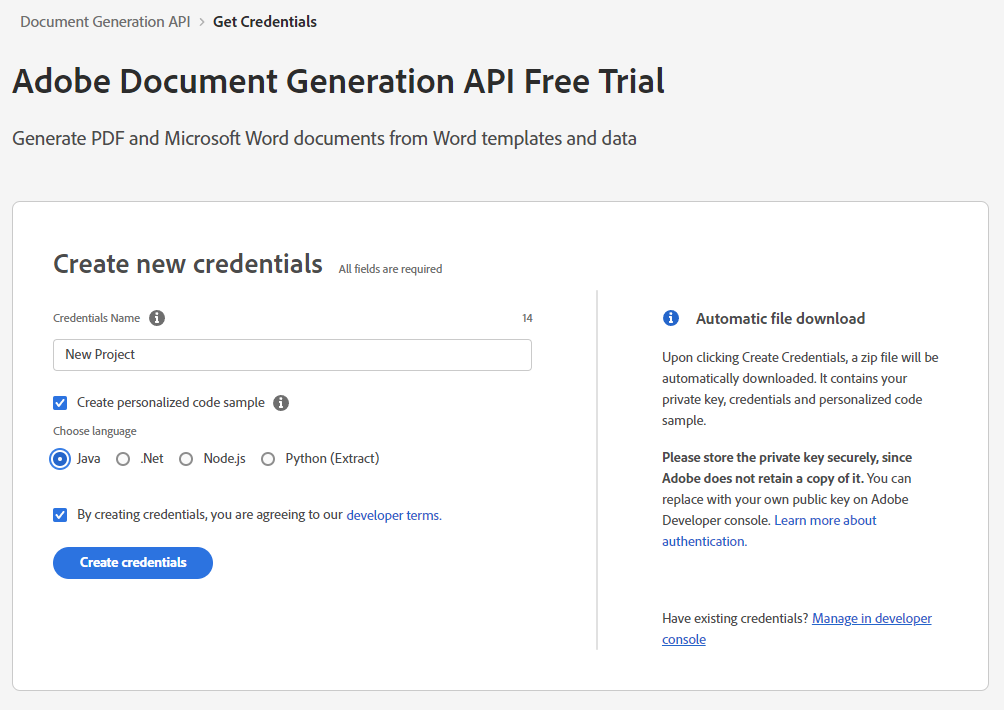 Document Generation API > Get Credentials
Adobe Document Generation API Free Trial
Generate PDF and Microsoft Word documents from Word templates and data
Create new credentials All fields are required
Credentials Name 14
New Project
Create personalized code sample
Choose language
Java .Net Node.js Python (Extract)
By creating credentials, you are agreeing to our developer terms.
Create credentials
Automatic file download
Upon clicking Create Credentials, a zip file will be
automatically downloaded. It contains your
private key, credentials and personalized code
sample.
Please store the private key securely, since
Adobe does not retain a copy of it. You can
replace with your own public key on Adobe
Developer console. Learn more about
authentication.
Have existing credentials? Manage in developer
console